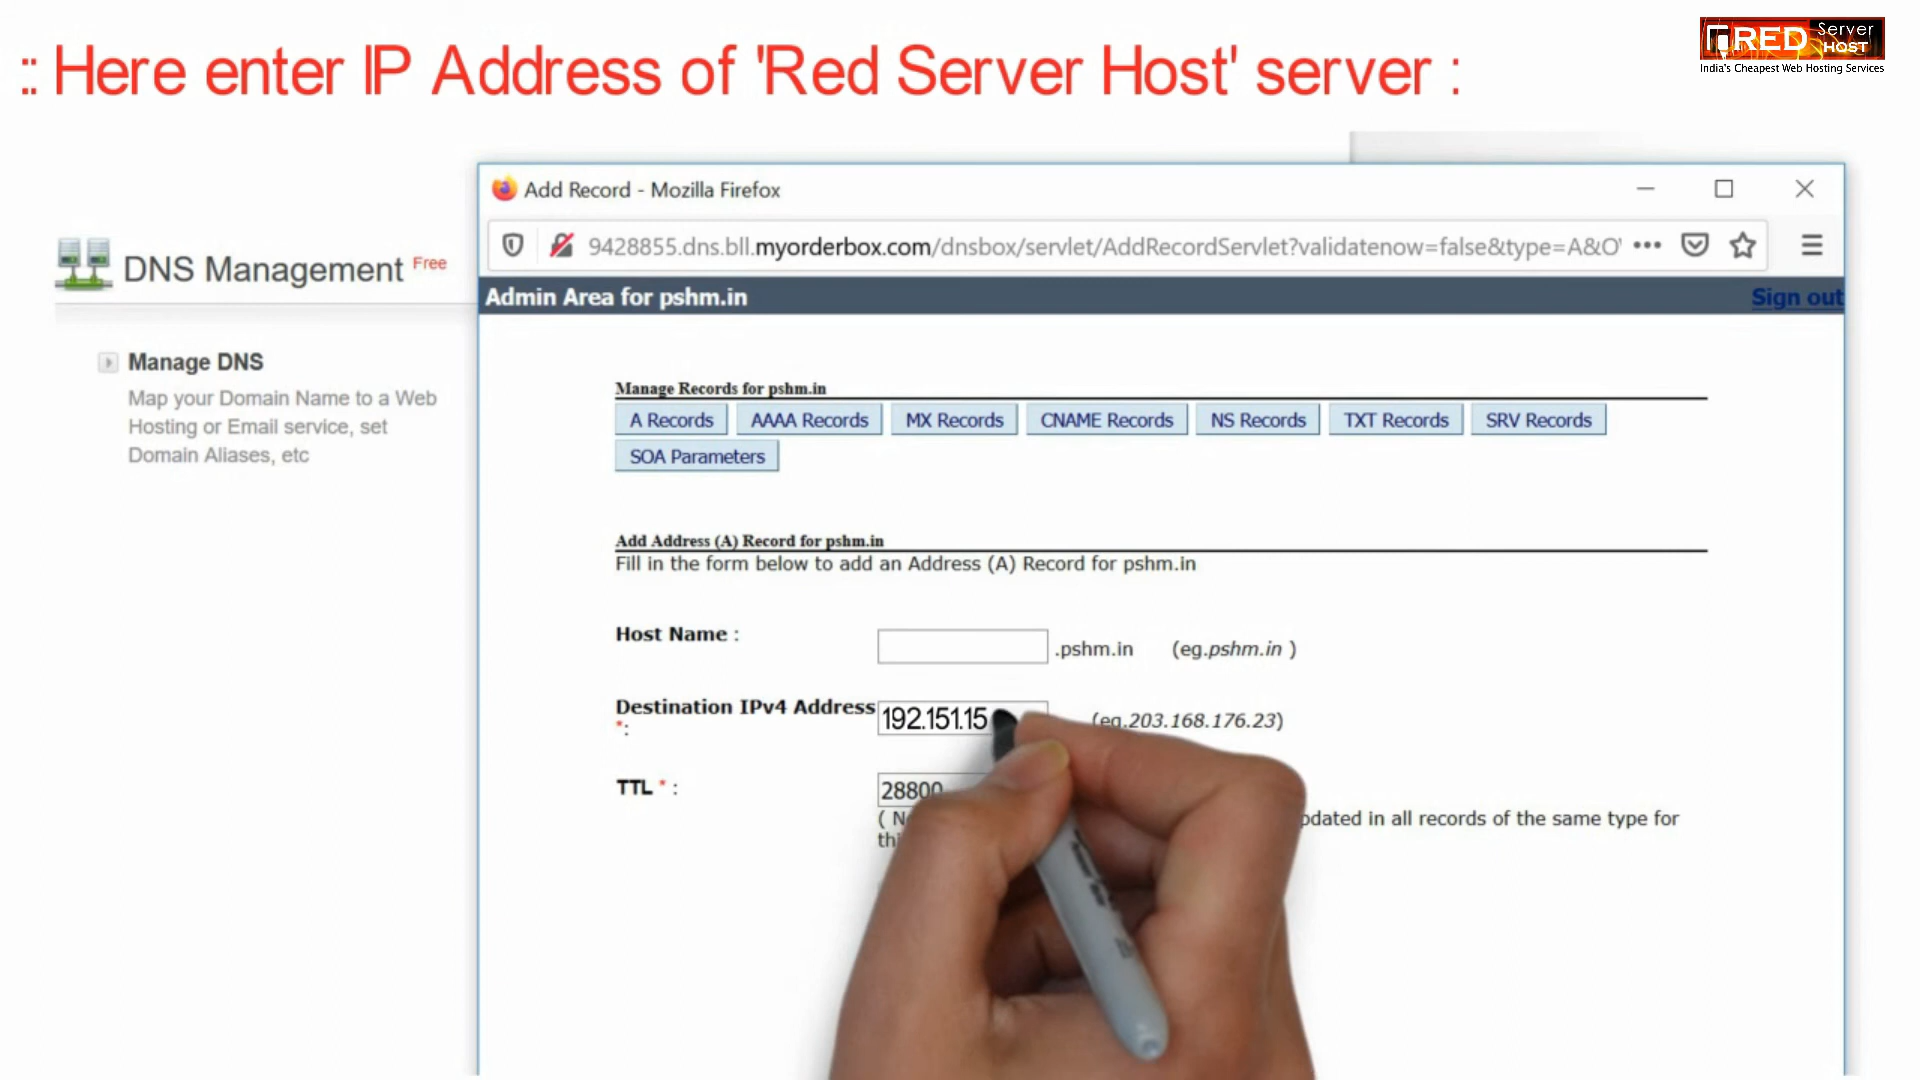 :: Here enter IP Address of 'Red Server Host' server :
RED Server HOST
India's Cheapest Web Hosting Services
Add Record - Mozilla Firefox
9428855.dns.bll.myorderbox.com/dnsbox/servlet/AddRecordServlet?validatenow=false&type=A&O
Admin Area for pshm.in
Sign out
DNS Management Free
Manage DNS
Map your Domain Name to a Web
Hosting or Email service, set
Domain Aliases, etc
Manage Records for pshm.in
A Records AAAA Records MX Records CNAME Records NS Records TXT Records SRV Records
SOA Parameters
Add Address (A) Record for pshm.in
Fill in the form below to add an Address (A) Record for pshm.in
Host Name : .pshm.in (eg.pshm.in )
Destination IPv4 Address
*: 192.151.15 (eg.203.168.176.23)
TTL * : 28800
in all records of the same type for